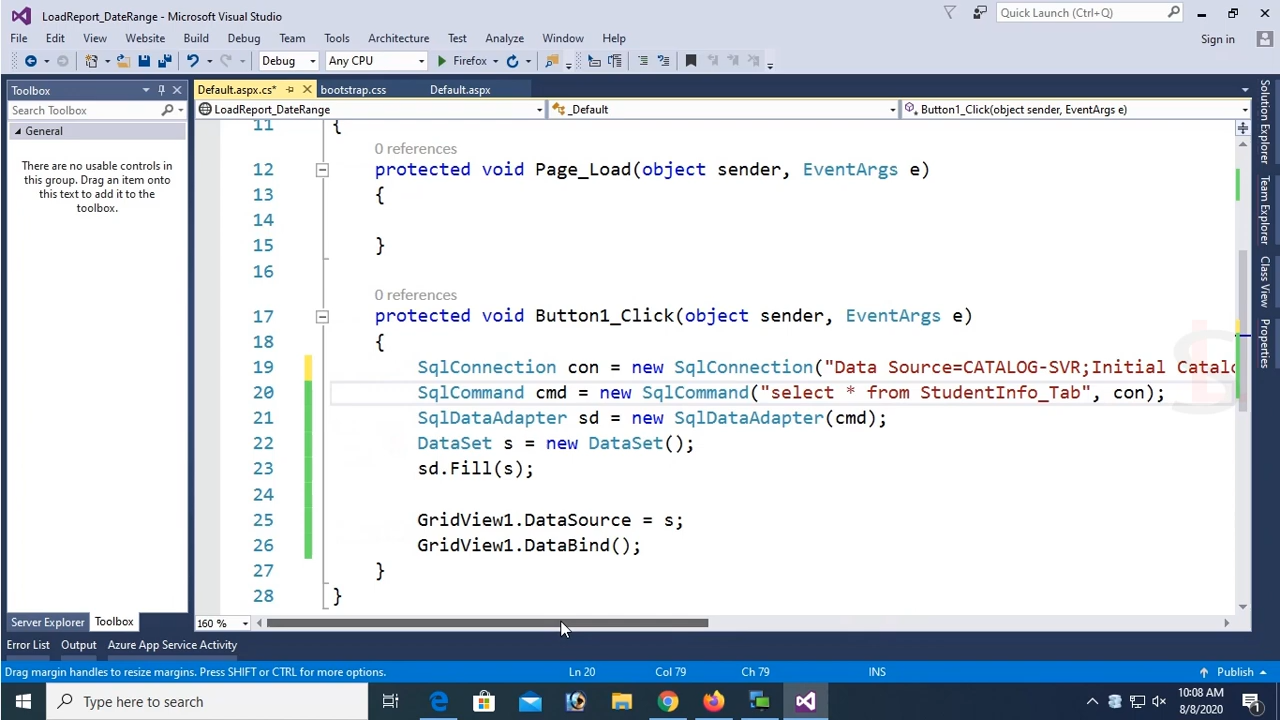 LoadReport_DateRange - Microsoft Visual Studio
Quick Launch (Ctrl+Q)
File Edit View Website Build Debug Team Tools Architecture Test Analyze Window Help
Sign in
Debug Any CPU Firefox
Toolbox
Default.aspx.cs* bootstrap.css Default.aspx
Search Toolbox
LoadReport_DateRange _Default Button1_Click(object sender, EventArgs e)
General
There are no usable controls in
this group. Drag an item onto
this text to add it to the
toolbox.
11 {
0 references
12 protected void Page_Load(object sender, EventArgs e)
13 {
14
15 }
16
0 references
17 protected void Button1_Click(object sender, EventArgs e)
18 {
19 SqlConnection con = new SqlConnection("Data Source=CATALOG-SVR;Initial Catalo
20 SqlCommand cmd = new SqlCommand("select * from StudentInfo_Tab", con);
21 SqlDataAdapter sd = new SqlDataAdapter(cmd);
22 DataSet s = new DataSet();
23 sd.Fill(s);
24
25 GridView1.DataSource = s;
26 GridView1.DataBind();
27 }
28 }
Solution Explorer
Team Explorer
Class View
Properties
Server Explorer Toolbox
160 %
Error List Output Azure App Service Activity
Drag margin handles to resize margins. Press SHIFT or CTRL for more options. Ln 20 Col 79 Ch 79 INS Publish
Type here to search
10:08 AM
8/8/2020
1